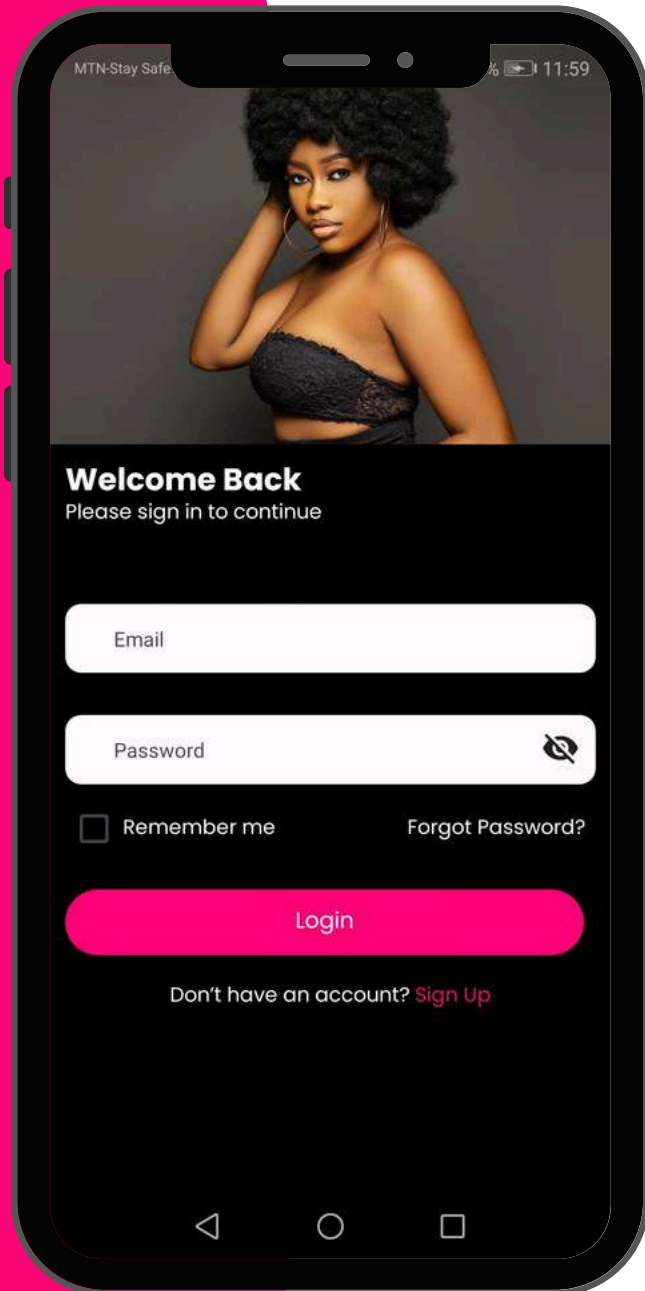 MTN-Stay Safe
% 11:59
Welcome Back
Please sign in to continue
Email
Password
Remember me Forgot Password?
Login
Don’t have an account? Sign Up